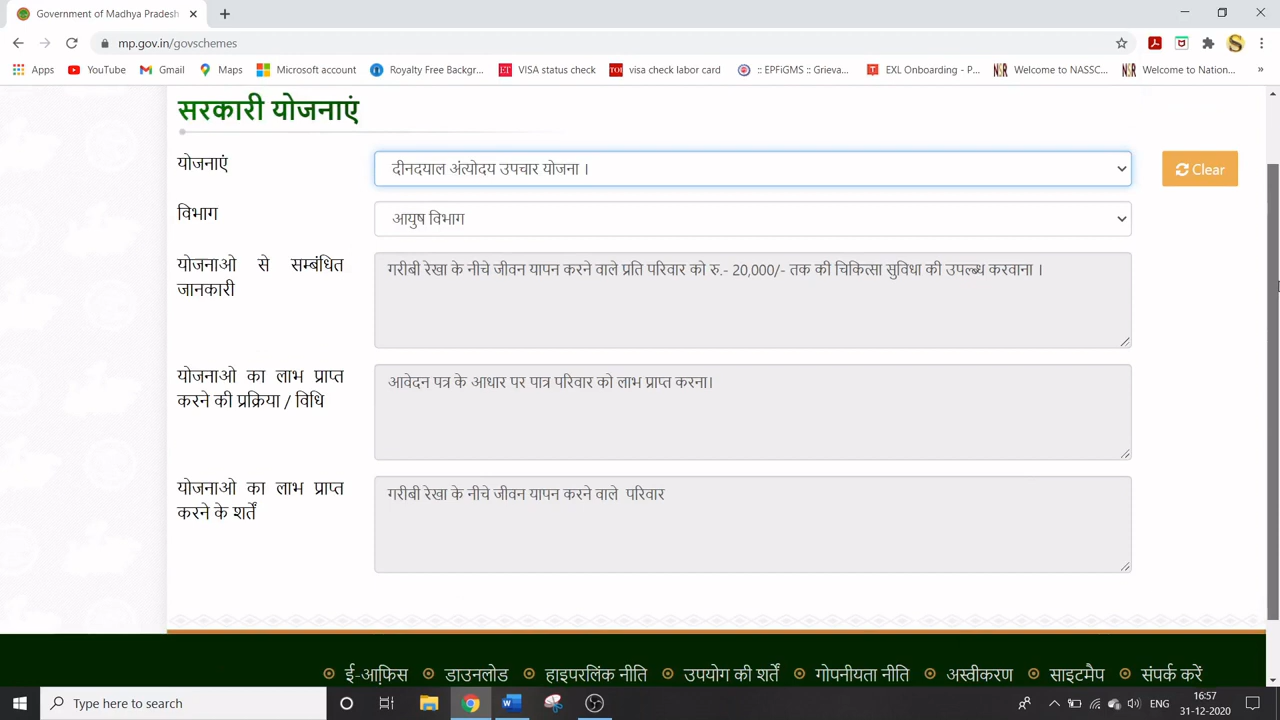 Government of Madhya Pradesh
mp.gov.in/govschemes
Apps YouTube Gmail Maps Microsoft account Royalty Free Backgr... VISA status check visa check labor card :: EPFiGMS :: Grieva... EXL Onboarding - P... Welcome to NASSC... Welcome to Nation... »
सरकारी योजनाएं
योजनाएं
दीनदयाल अंत्योदय उपचार योजना ।
Clear
विभाग
आयुष विभाग
योजनाओ से सम्बंधित
जानकारी
गरीबी रेखा के नीचे जीवन यापन करने वाले प्रति परिवार को रु.- 20,000/- तक की चिकित्सा सुविधा की उपल्ब्ध करवाना ।
योजनाओ का लाभ प्राप्त
करने की प्रक्रिया / विधि
आवेदन पत्र के आधार पर पात्र परिवार को लाभ प्राप्त करना।
योजनाओ का लाभ प्राप्त
करने के शर्तें
गरीबी रेखा के नीचे जीवन यापन करने वाले परिवार
ई-आफिस डाउनलोड हाइपरलिंक नीति उपयोग की शर्तें गोपनीयता नीति अस्वीकरण साइटमैप संपर्क करें
Type here to search
ENG
16:57
31-12-2020